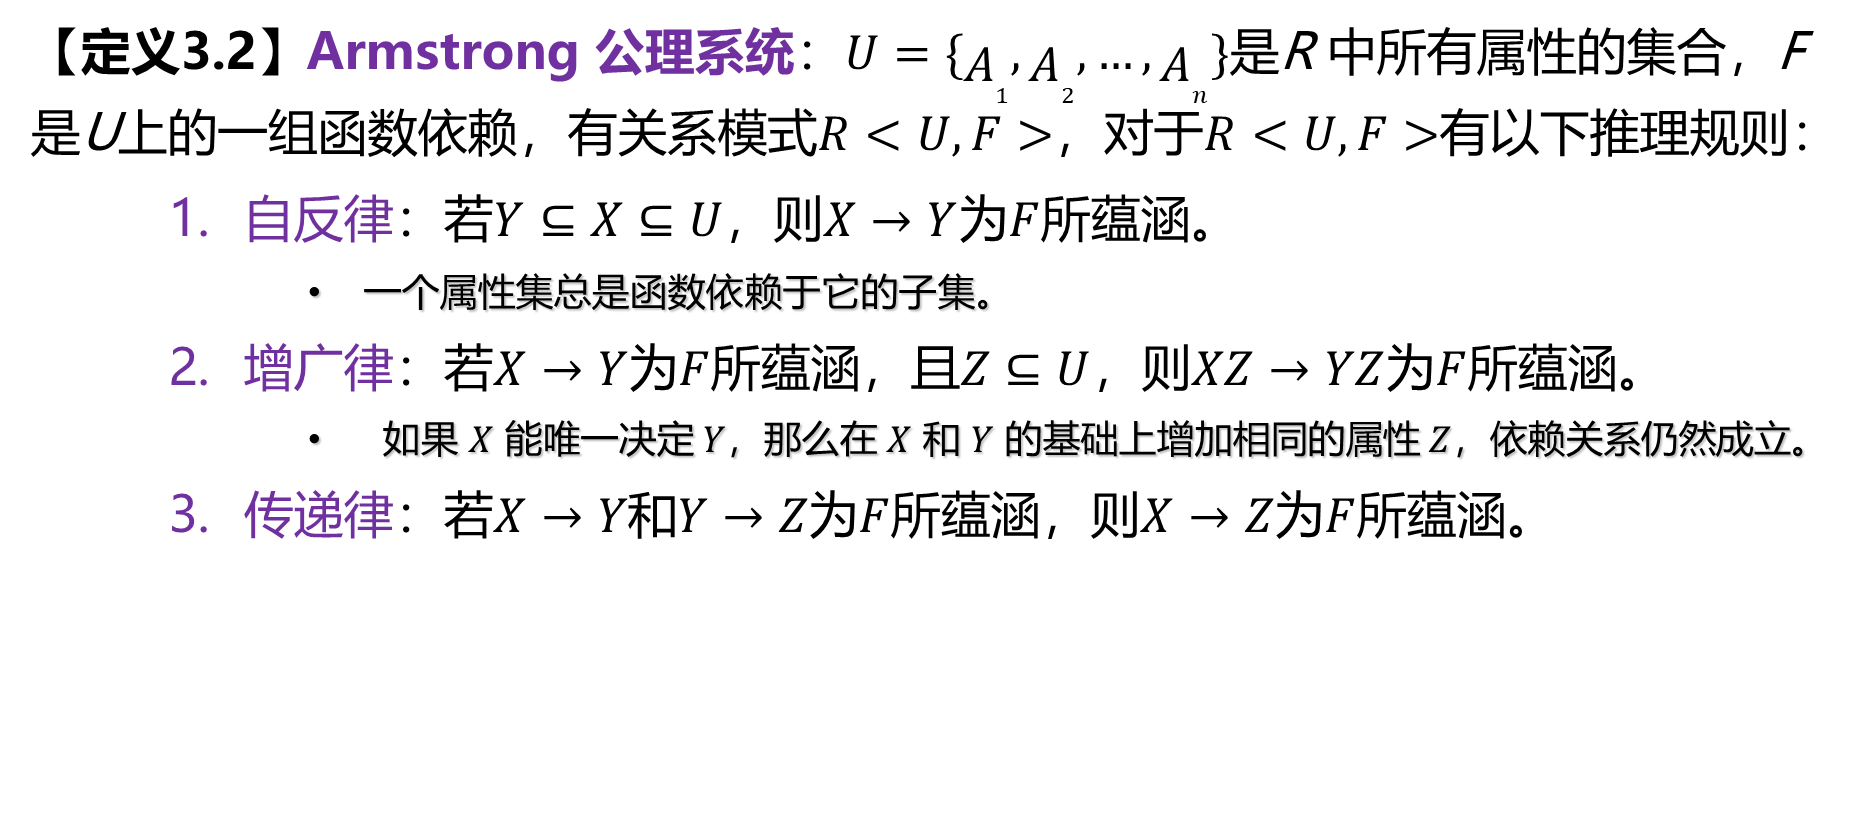 【定义3.2】Armstrong 公理系统：U = {A₁, A₂, …, Aₙ}是R 中所有属性的集合，F
是U上的一组函数依赖，有关系模式R < U, F >，对于R < U, F >有以下推理规则：
1. 自反律：若Y ⊆ X ⊆ U，则X → Y为F所蕴涵。
• 一个属性集总是函数依赖于它的子集。
2. 增广律：若X → Y为F所蕴涵，且Z ⊆ U，则XZ → YZ为F所蕴涵。
• 如果 X 能唯一决定 Y，那么在 X 和 Y 的基础上增加相同的属性 Z，依赖关系仍然成立。
3. 传递律：若X → Y和Y → Z为F所蕴涵，则X → Z为F所蕴涵。